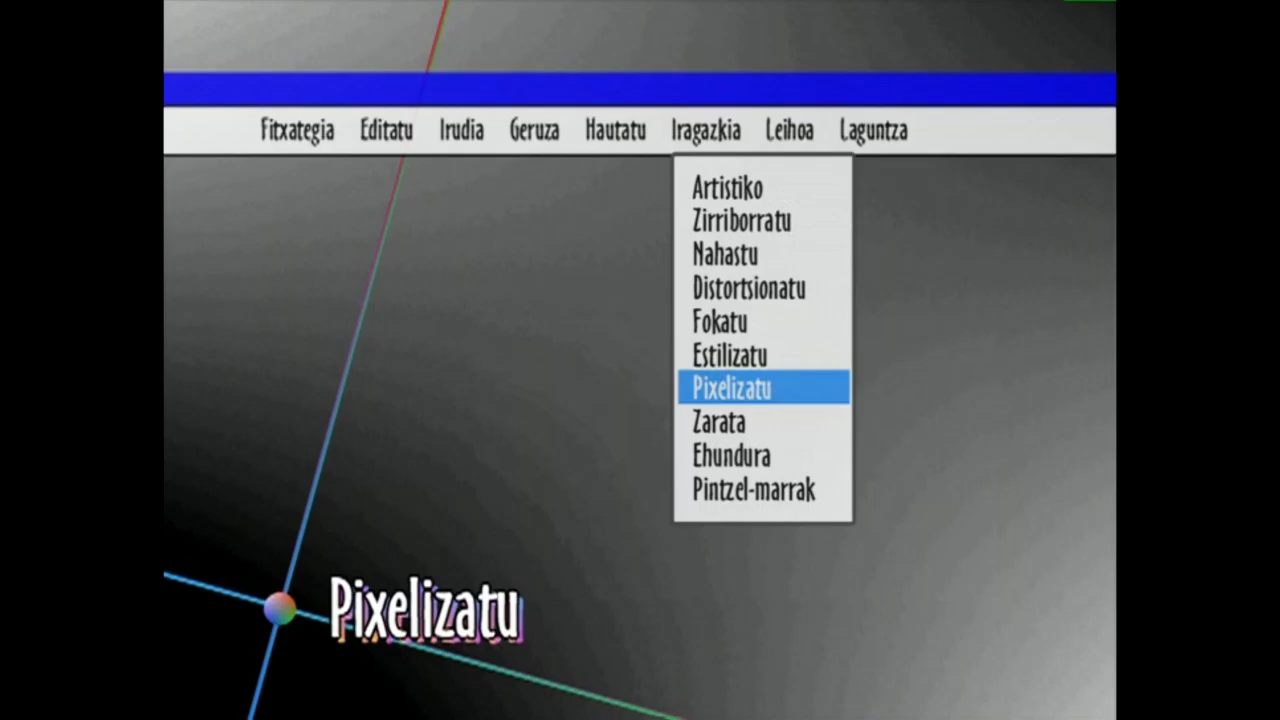 Fitxategia Editatu Irudia Geruza Hautatu Iragazkia Leihoa Laguntza
Artistiko
Zirriborratu
Nahastu
Distortsionatu
Fokatu
Estilizatu
Pixelizatu
Zarata
Ehundura
Pintzel-marrak
Pixelizatu